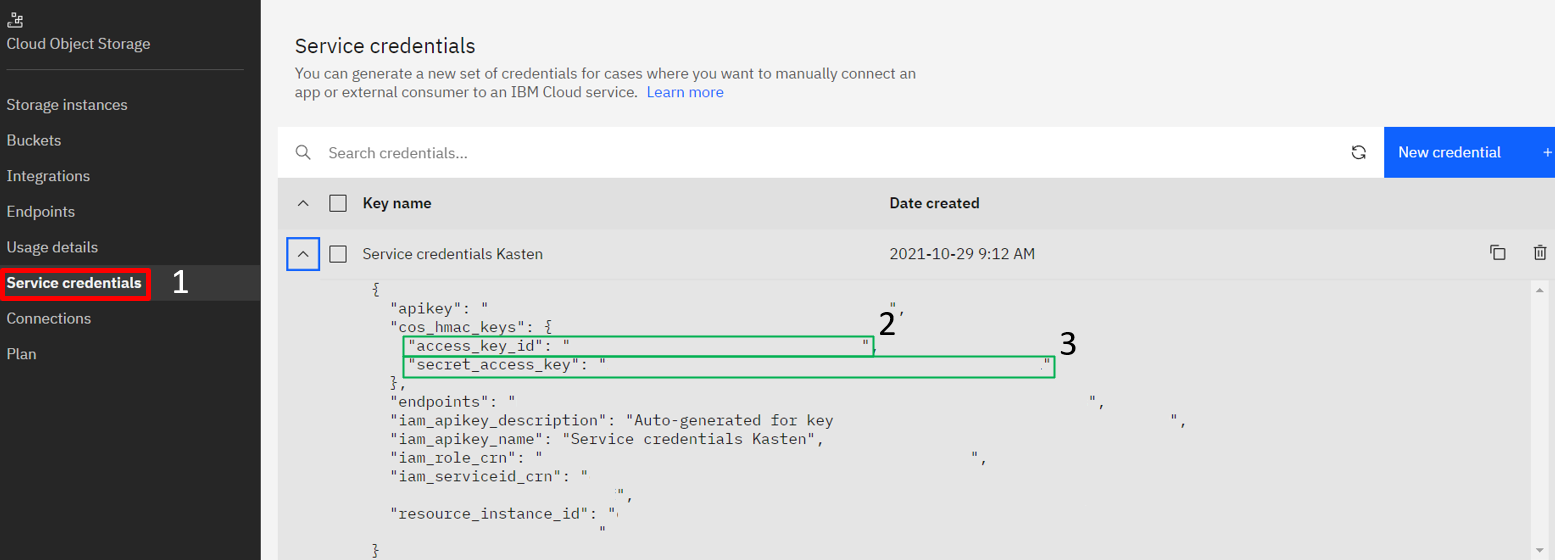 Cloud Object Storage
Storage instances
Buckets
Integrations
Endpoints
Usage details
Service credentials 1
Connections
Plan
Service credentials
You can generate a new set of credentials for cases where you want to manually connect an
app or external consumer to an IBM Cloud service. Learn more
Search credentials...
New credential +
Key name Date created
Service credentials Kasten 2021-10-29 9:12 AM
{
"apikey": " ",
"cos_hmac_keys": {
"access_key_id": " ", 2
"secret_access_key": " " 3
},
"endpoints": " ",
"iam_apikey_description": "Auto-generated for key ",
"iam_apikey_name": "Service credentials Kasten",
"iam_role_crn": " ",
"iam_serviceid_crn": "
",
"resource_instance_id": "
"
}